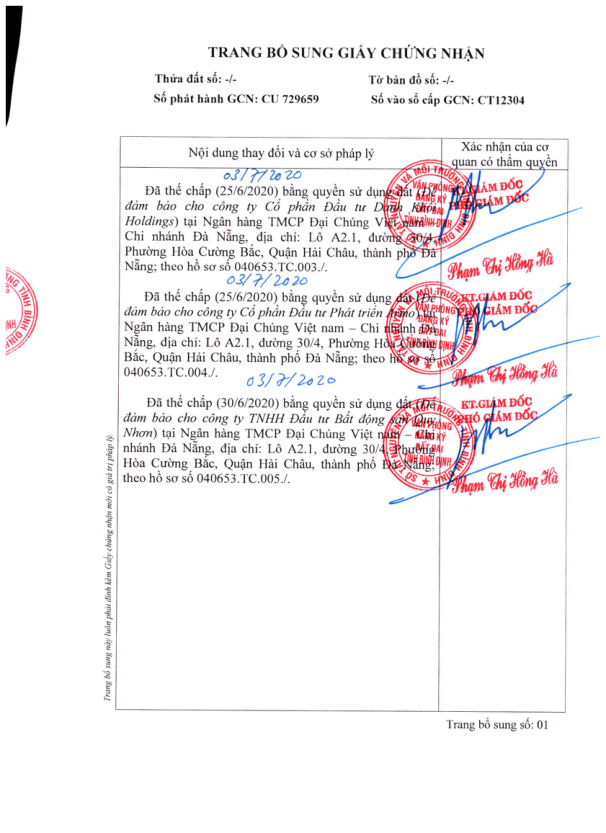 TRANG BỔ SUNG GIẤY CHỨNG NHẬN
Thửa đất số: -/-
Tờ bản đồ số: -/-
Số phát hành GCN: CU 729659
Số vào sổ cấp GCN: CT12304
Nội dung thay đổi và cơ sở pháp lý
Xác nhận của cơ
quan có thẩm quyền
03/7/2020
Đã thế chấp (25/6/2020) bằng quyền sử dụng đất (Để
đảm bảo cho công ty Cổ phần Đầu tư Danh Khôi
Holdings) tại Ngân hàng TMCP Đại Chúng Việt nam –
Chi nhánh Đà Nẵng, địa chỉ: Lô A2.1, đường 30/4,
Phường Hòa Cường Bắc, Quận Hải Châu, thành phố Đà
Nẵng; theo hồ sơ số 040653.TC.003./.
KT.GIÁM ĐỐC
PHÓ GIÁM ĐỐC
Phạm Thị Hồng Hà
03/7/2020
Đã thế chấp (25/6/2020) bằng quyền sử dụng đất (Để
đảm bảo cho công ty Cổ phần Đầu tư Phát triển) tại
Ngân hàng TMCP Đại Chúng Việt nam – Chi nhánh Đà
Nẵng, địa chỉ: Lô A2.1, đường 30/4, Phường Hòa Cường
Bắc, Quận Hải Châu, thành phố Đà Nẵng; theo hồ sơ số
040653.TC.004./.
KT.GIÁM ĐỐC
PHÓ GIÁM ĐỐC
Phạm Thị Hồng Hà
03/7/2020
Đã thế chấp (30/6/2020) bằng quyền sử dụng đất (Để
đảm bảo cho công ty TNHH Đầu tư Bất động sản Quy
Nhơn) tại Ngân hàng TMCP Đại Chúng Việt nam – Chi
nhánh Đà Nẵng, địa chỉ: Lô A2.1, đường 30/4, Phường
Hòa Cường Bắc, Quận Hải Châu, thành phố Đà Nẵng;
theo hồ sơ số 040653.TC.005./.
KT.GIÁM ĐỐC
PHÓ GIÁM ĐỐC
Phạm Thị Hồng Hà
VĂN PHÒNG
ĐĂNG KÝ
ĐẤT ĐAI
TỈNH BÌNH ĐỊNH
Trang bổ sung này luôn phải đính kèm Giấy chứng nhận mới có giá trị pháp lý.
Trang bổ sung số: 01